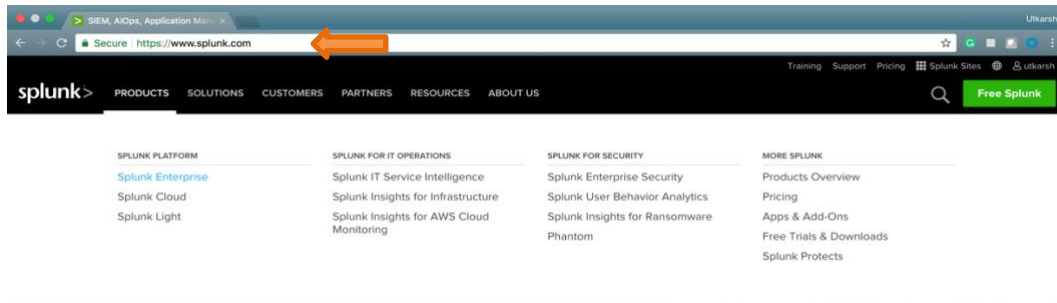 SIEM, AIOps, Application Man
Utkarsh
Secure https://www.splunk.com
Training Support Pricing Splunk Sites utkarsh
splunk> PRODUCTS SOLUTIONS CUSTOMERS PARTNERS RESOURCES ABOUT US Free Splunk
SPLUNK PLATFORM
Splunk Enterprise
Splunk Cloud
Splunk Light
SPLUNK FOR IT OPERATIONS
Splunk IT Service Intelligence
Splunk Insights for Infrastructure
Splunk Insights for AWS Cloud
Monitoring
SPLUNK FOR SECURITY
Splunk Enterprise Security
Splunk User Behavior Analytics
Splunk Insights for Ransomware
Phantom
MORE SPLUNK
Products Overview
Pricing
Apps & Add-Ons
Free Trials & Downloads
Splunk Protects